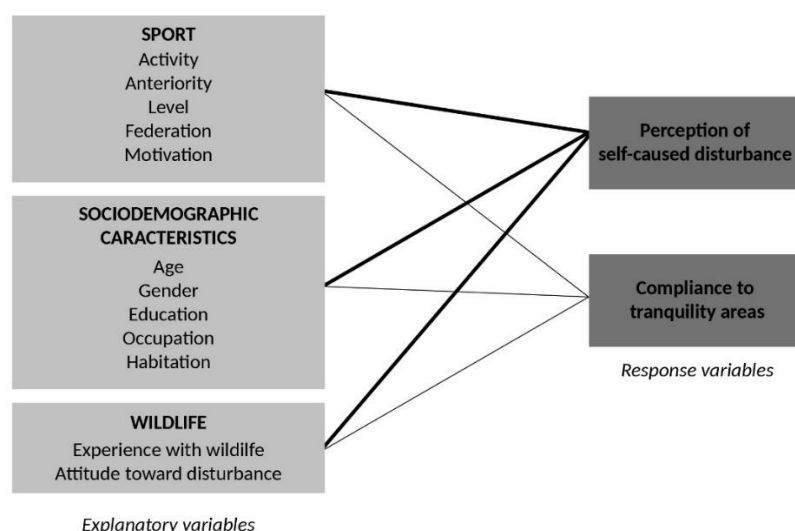 SPORT
Activity
Anteriority
Level
Federation
Motivation
SOCIODEMOGRAPHIC
CARACTERISTICS
Age
Gender
Education
Occupation
Habitation
WILDLIFE
Experience with wildilfe
Attitude toward disturbance
Explanatory variables
Perception of
self-caused disturbance
Compliance to
tranquility areas
Response variables